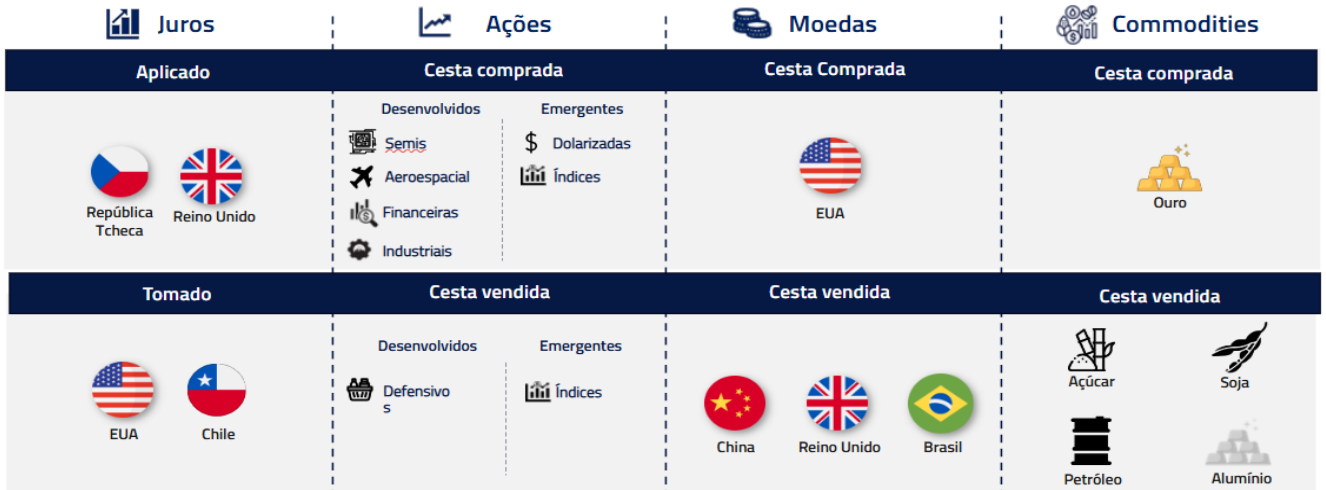 Juros
Ações
Moedas
Commodities
Aplicado
Cesta comprada
Cesta Comprada
Cesta comprada
República
Tcheca
Reino Unido
Desenvolvidos
Semis
Aeroespacial
Financeiras
Industriais
Emergentes
$ Dolarizadas
Índices
EUA
Ouro
Tomado
Cesta vendida
Cesta vendida
Cesta vendida
EUA
Chile
Desenvolvidos
Defensivo
s
Emergentes
Índices
China
Reino Unido
Brasil
Açúcar
Soja
Petróleo
Alumínio